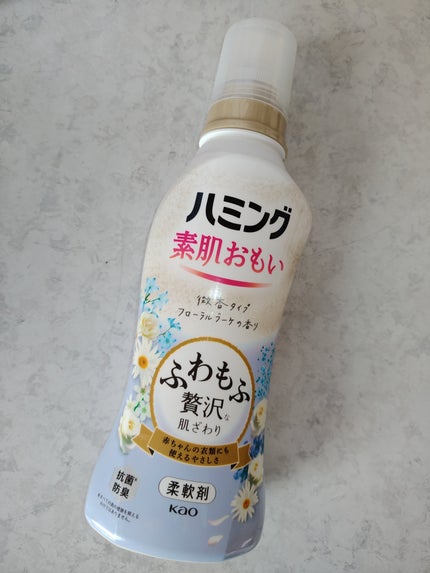 ハミング
素肌おもい
微香タイプ
フローラルブーケの香り
ふわもふ
贅沢な
肌ざわり
赤ちゃんの衣類にも
使えるやさしさ
抗菌※
防臭
柔軟剤
Kao